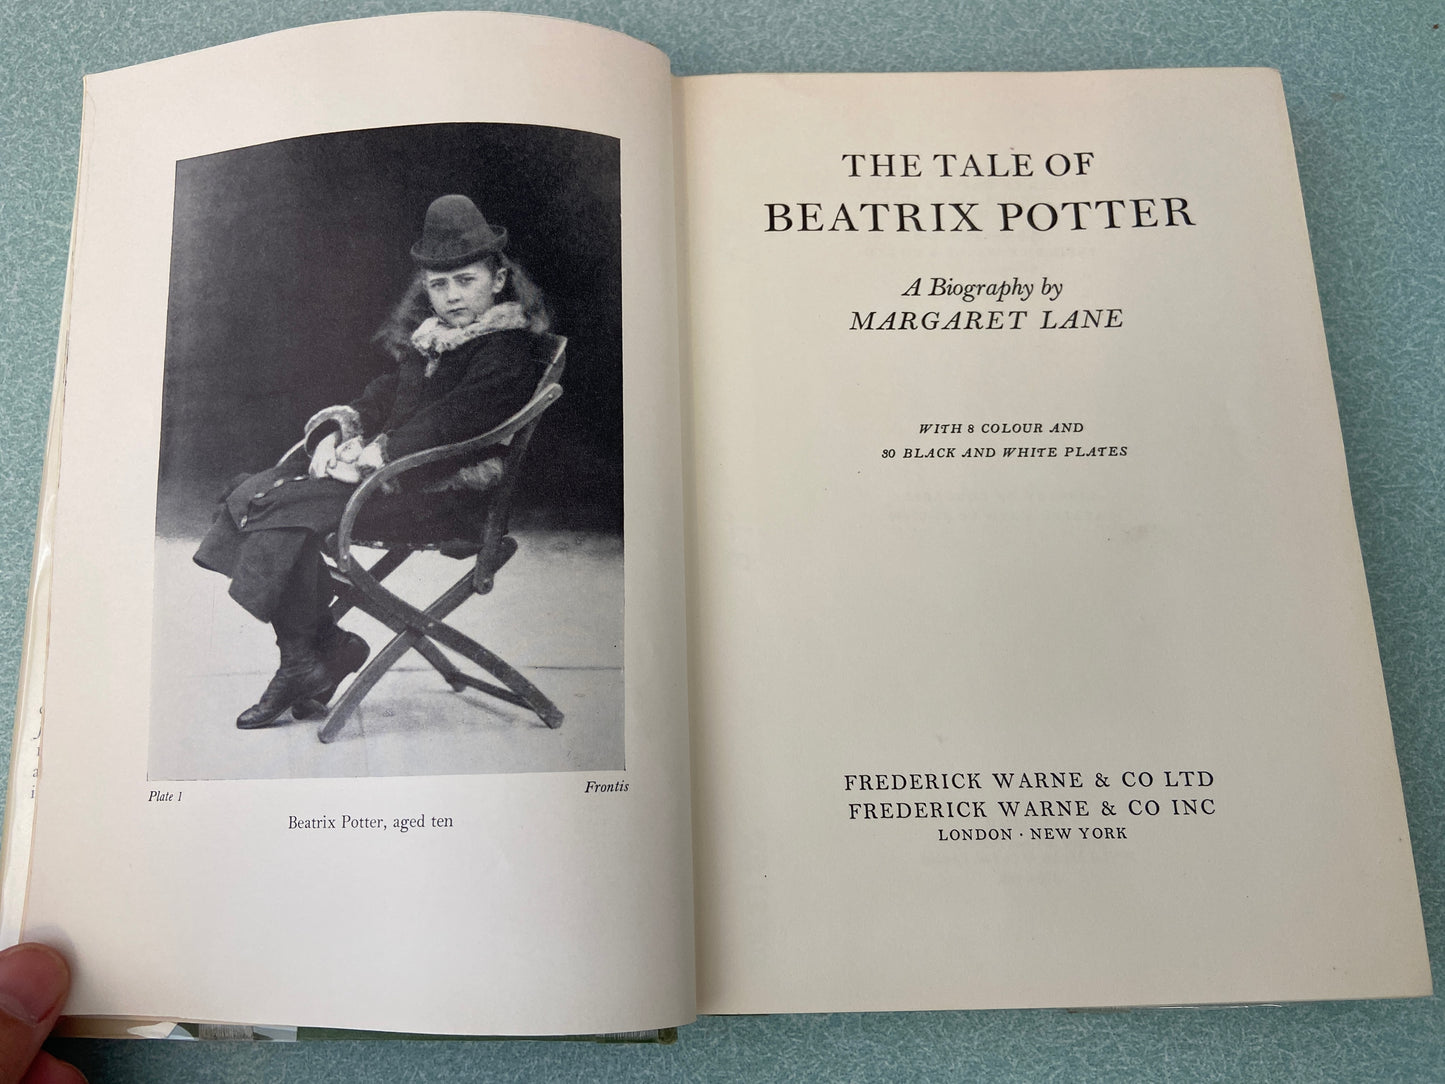 Plate 1
Frontis
Beatrix Potter, aged ten
THE TALE OF
BEATRIX POTTER
A Biography by
MARGARET LANE
WITH 8 COLOUR AND
30 BLACK AND WHITE PLATES
FREDERICK WARNE & CO LTD
FREDERICK WARNE & CO INC
LONDON · NEW YORK